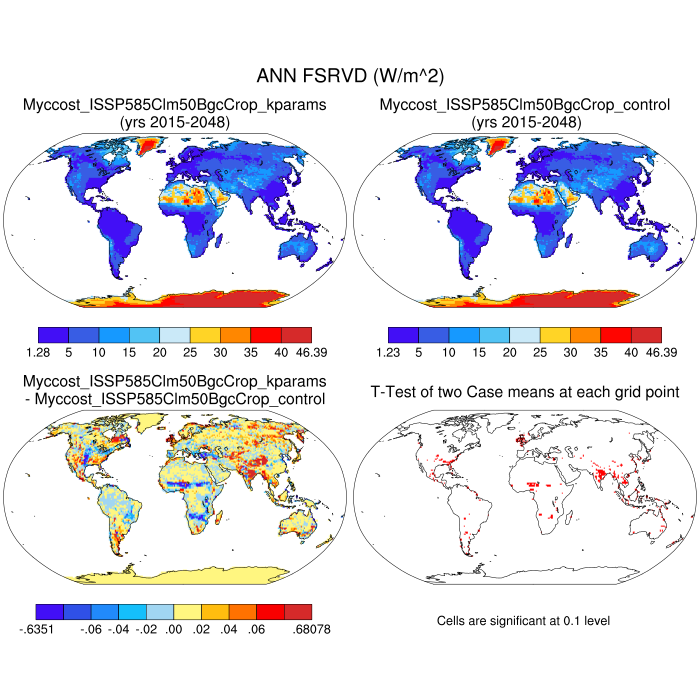 ANN FSRVD (W/m^2)
Myccost_ISSP585Clm50BgcCrop_kparams
(yrs 2015-2048)
Myccost_ISSP585Clm50BgcCrop_control
(yrs 2015-2048)
1.28 5 10 15 20 25 30 35 40 46.39
1.23 5 10 15 20 25 30 35 40 46.39
Myccost_ISSP585Clm50BgcCrop_kparams
- Myccost_ISSP585Clm50BgcCrop_control
T-Test of two Case means at each grid point
-.6351 -.06 -.04 -.02 .00 .02 .04 .06 .68078
Cells are significant at 0.1 level